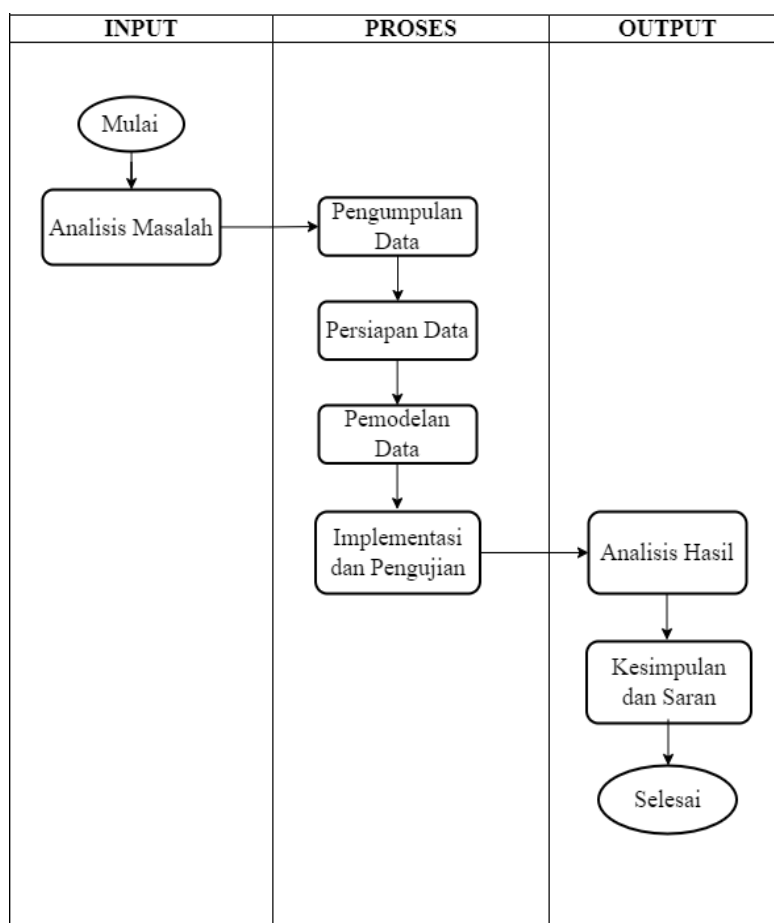 INPUT
PROSES
OUTPUT
Mulai
Analisis Masalah
Pengumpulan
Data
Persiapan Data
Pemodelan
Data
Implementasi
dan Pengujian
Analisis Hasil
Kesimpulan
dan Saran
Selesai